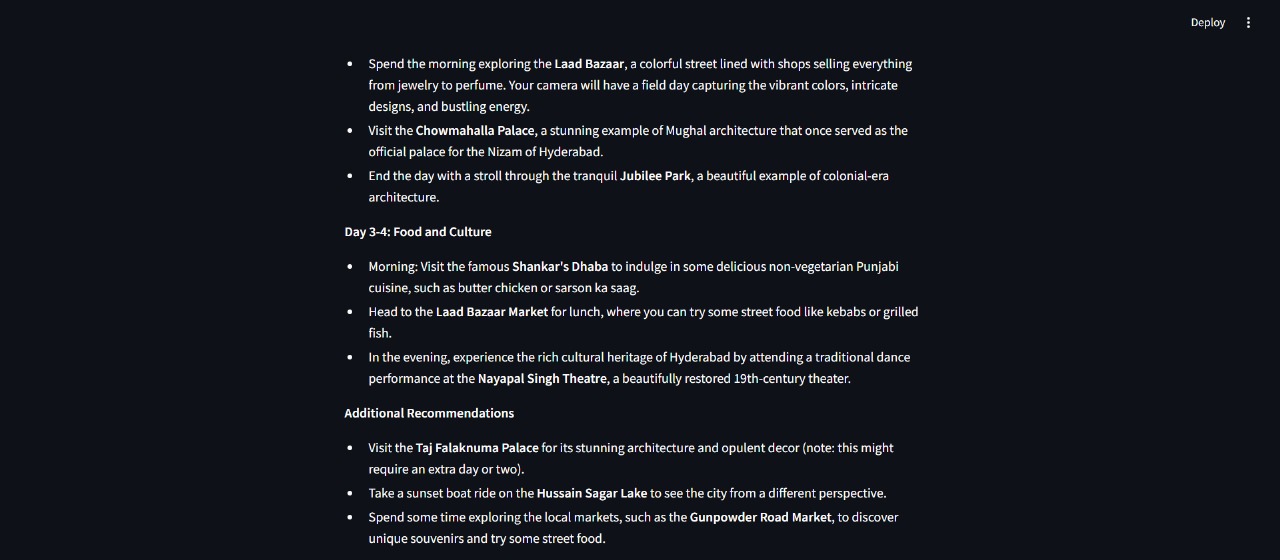 Deploy
Spend the morning exploring the Laad Bazaar, a colorful street lined with shops selling everything
from jewelry to perfume. Your camera will have a field day capturing the vibrant colors, intricate
designs, and bustling energy.
Visit the Chowmahalla Palace, a stunning example of Mughal architecture that once served as the
official palace for the Nizam of Hyderabad.
End the day with a stroll through the tranquil Jubilee Park, a beautiful example of colonial-era
architecture.
Day 3-4: Food and Culture
Morning: Visit the famous Shankar's Dhaba to indulge in some delicious non-vegetarian Punjabi
cuisine, such as butter chicken or sarson ka saag.
Head to the Laad Bazaar Market for lunch, where you can try some street food like kebabs or grilled
fish.
In the evening, experience the rich cultural heritage of Hyderabad by attending a traditional dance
performance at the Nayapal Singh Theatre, a beautifully restored 19th-century theater.
Additional Recommendations
Visit the Taj Falaknuma Palace for its stunning architecture and opulent decor (note: this might
require an extra day or two).
Take a sunset boat ride on the Hussain Sagar Lake to see the city from a different perspective.
Spend some time exploring the local markets, such as the Gunpowder Road Market, to discover
unique souvenirs and try some street food.